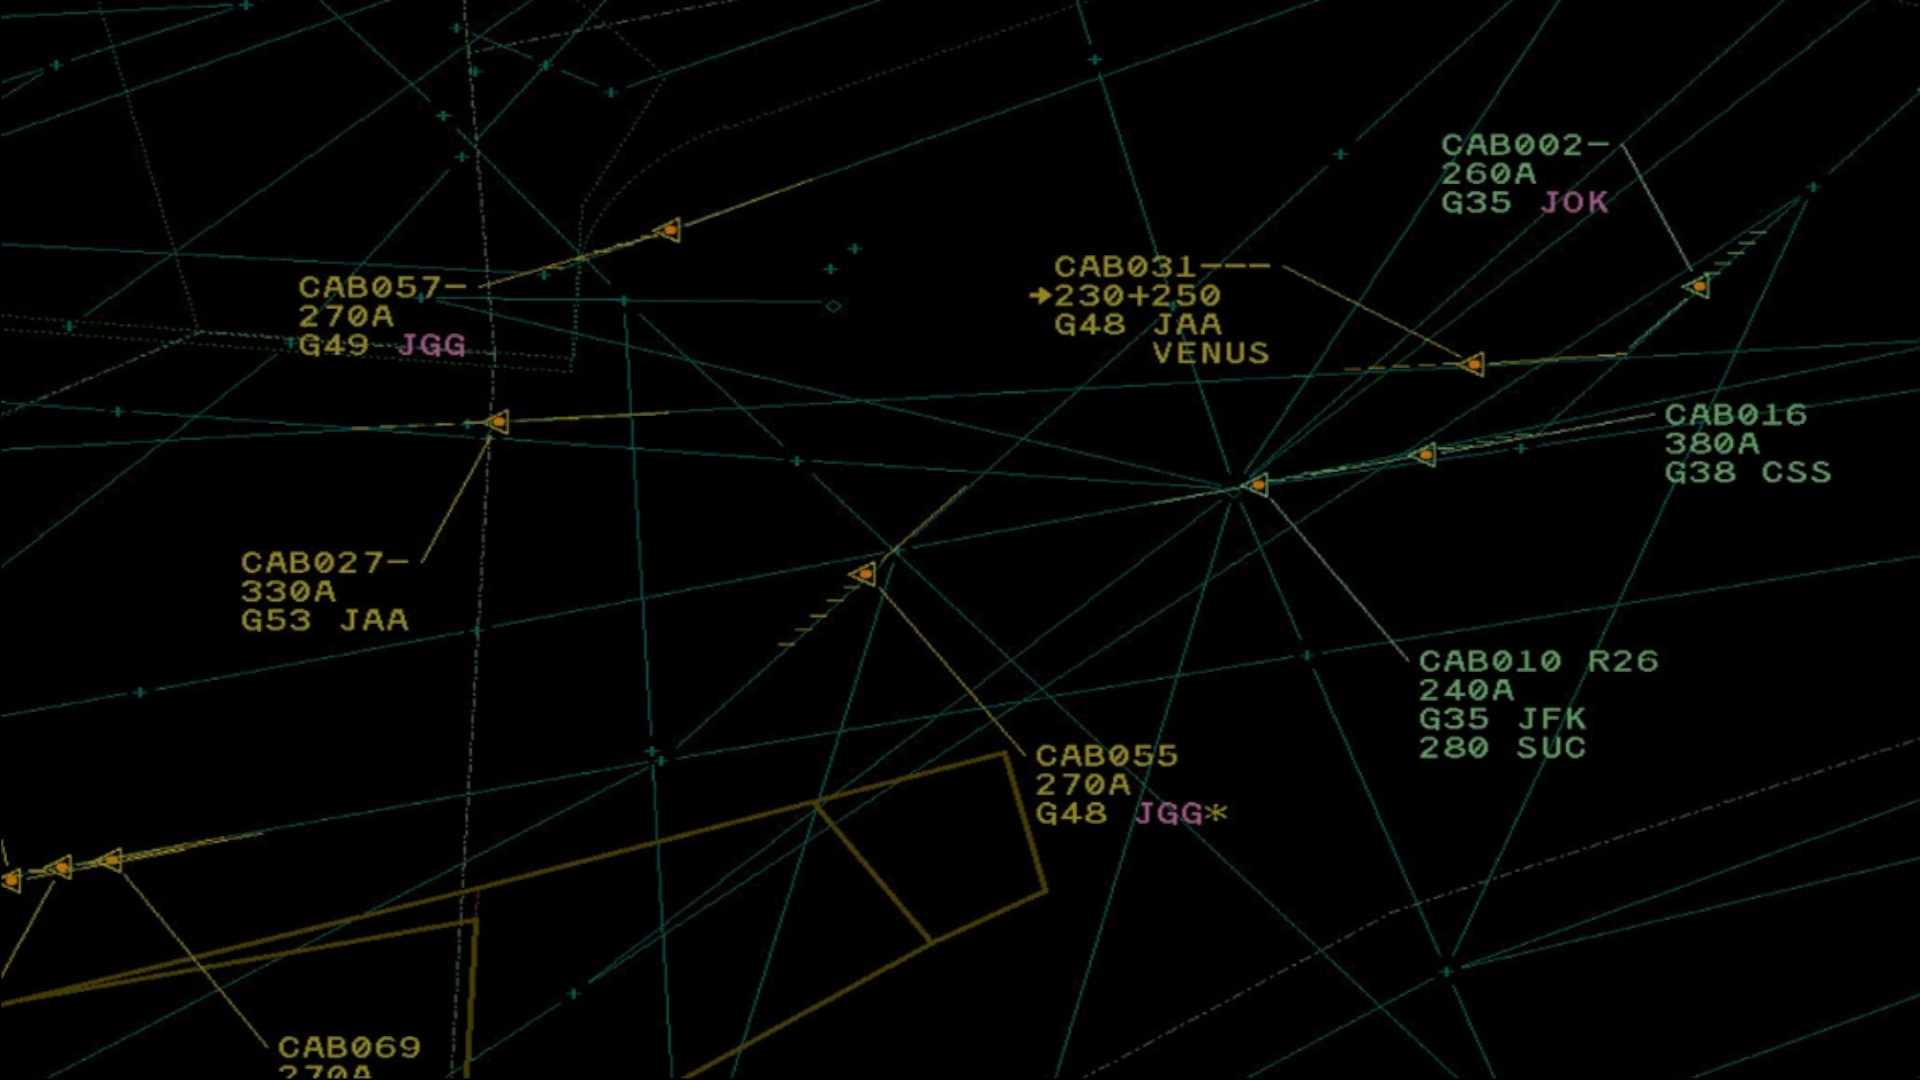 CAB002-
260A
G35 JOK
CAB057-
270A
G49 JGG
CAB031---
➔230+250
G48 JAA
VENUS
CAB016
380A
G38 CSS
CAB027-
330A
G53 JAA
CAB010 R26
240A
G35 JFK
280 SUC
CAB055
270A
G48 JGG*
CAB069
270A